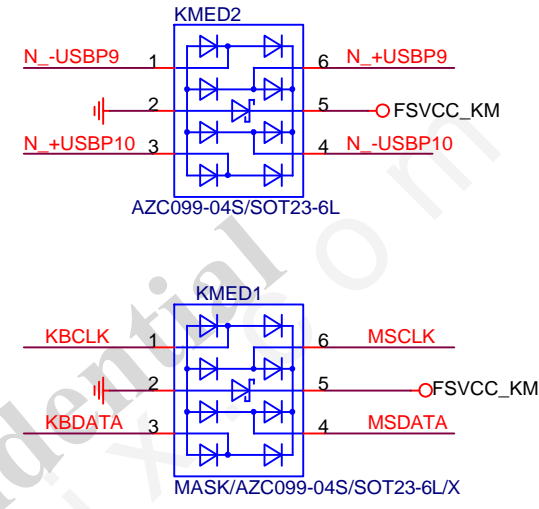 KMED2
N_-USBP9 1 6 N_+USBP9
2 5 FSVCC_KM
N_+USBP10 3 4 N_-USBP10
AZC099-04S/SOT23-6L
KMED1
KBCLK 1 6 MSCLK
2 5 FSVCC_KM
KBDATA 3 4 MSDATA
MASK/AZC099-04S/SOT23-6L/X